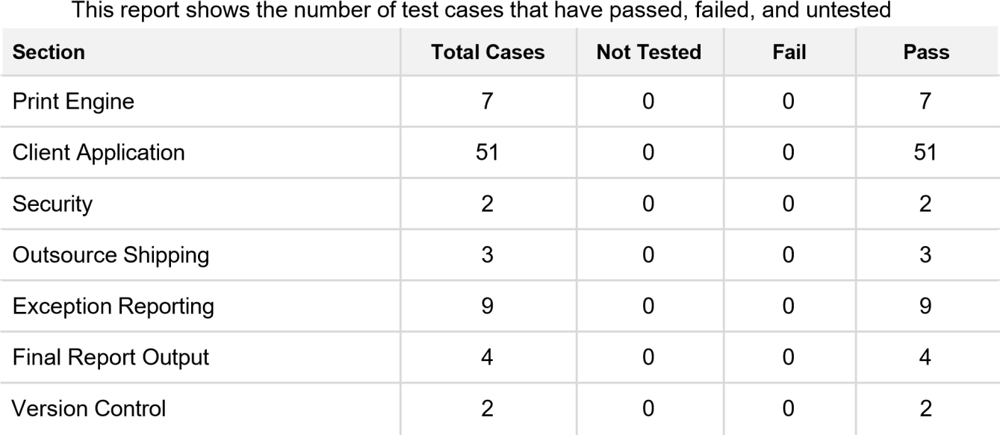 This report shows the number of test cases that have passed, failed, and untested
Section Total Cases Not Tested Fail Pass
Print Engine 7 0 0 7
Client Application 51 0 0 51
Security 2 0 0 2
Outsource Shipping 3 0 0 3
Exception Reporting 9 0 0 9
Final Report Output 4 0 0 4
Version Control 2 0 0 2